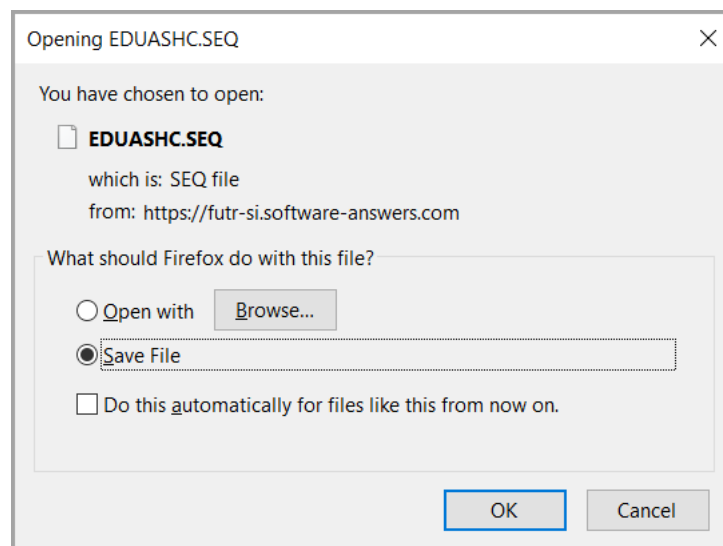 Opening EDUASHC.SEQ
You have chosen to open:
EDUASHC.SEQ
which is: SEQ file
from: https://futr-si.software-answers.com
What should Firefox do with this file?
Open with Browse...
Save File
Do this automatically for files like this from now on.
OK Cancel